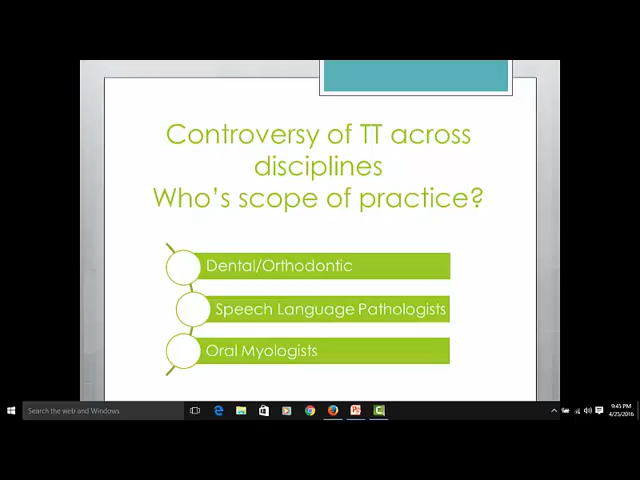 Controversy of TT across
disciplines
Who's scope of practice?
Dental/Orthodontic
Speech Language Pathologists
Oral Myologists
Search the web and Windows
9:45 PM
4/25/2016